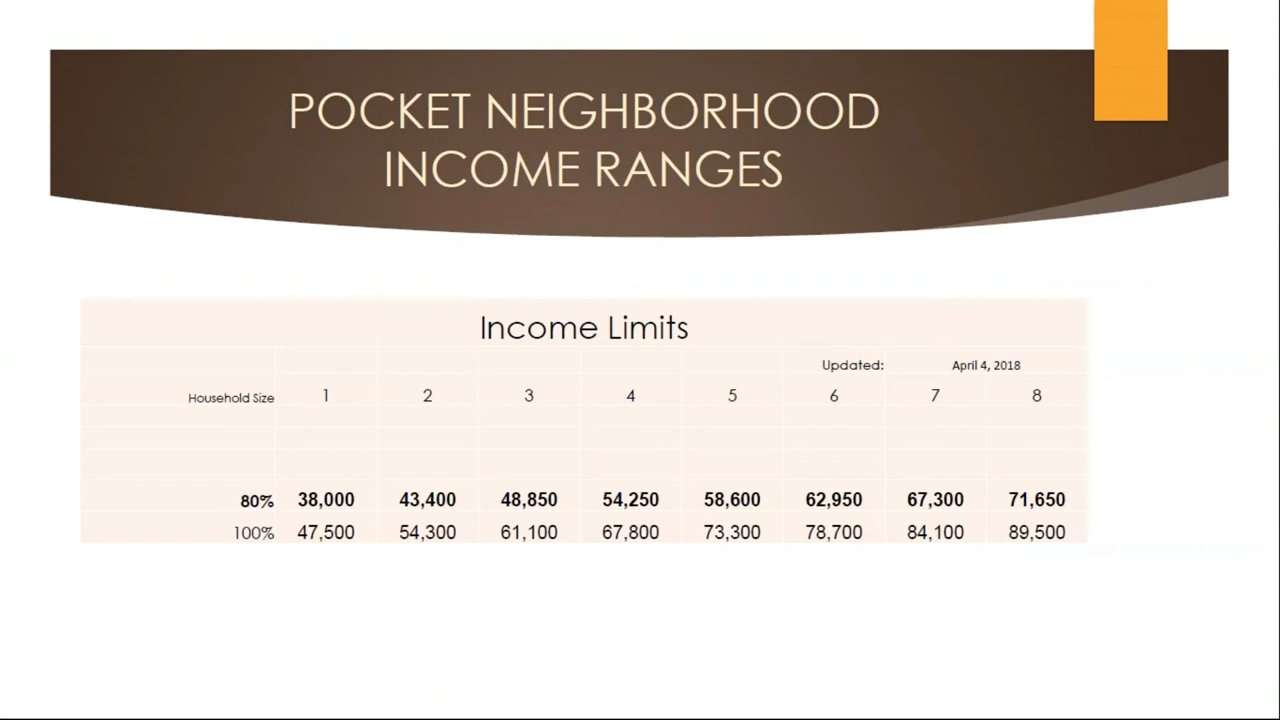 POCKET NEIGHBORHOOD
INCOME RANGES
Income Limits
Updated: April 4, 2018
Household Size 1 2 3 4 5 6 7 8
80% 38,000 43,400 48,850 54,250 58,600 62,950 67,300 71,650
100% 47,500 54,300 61,100 67,800 73,300 78,700 84,100 89,500